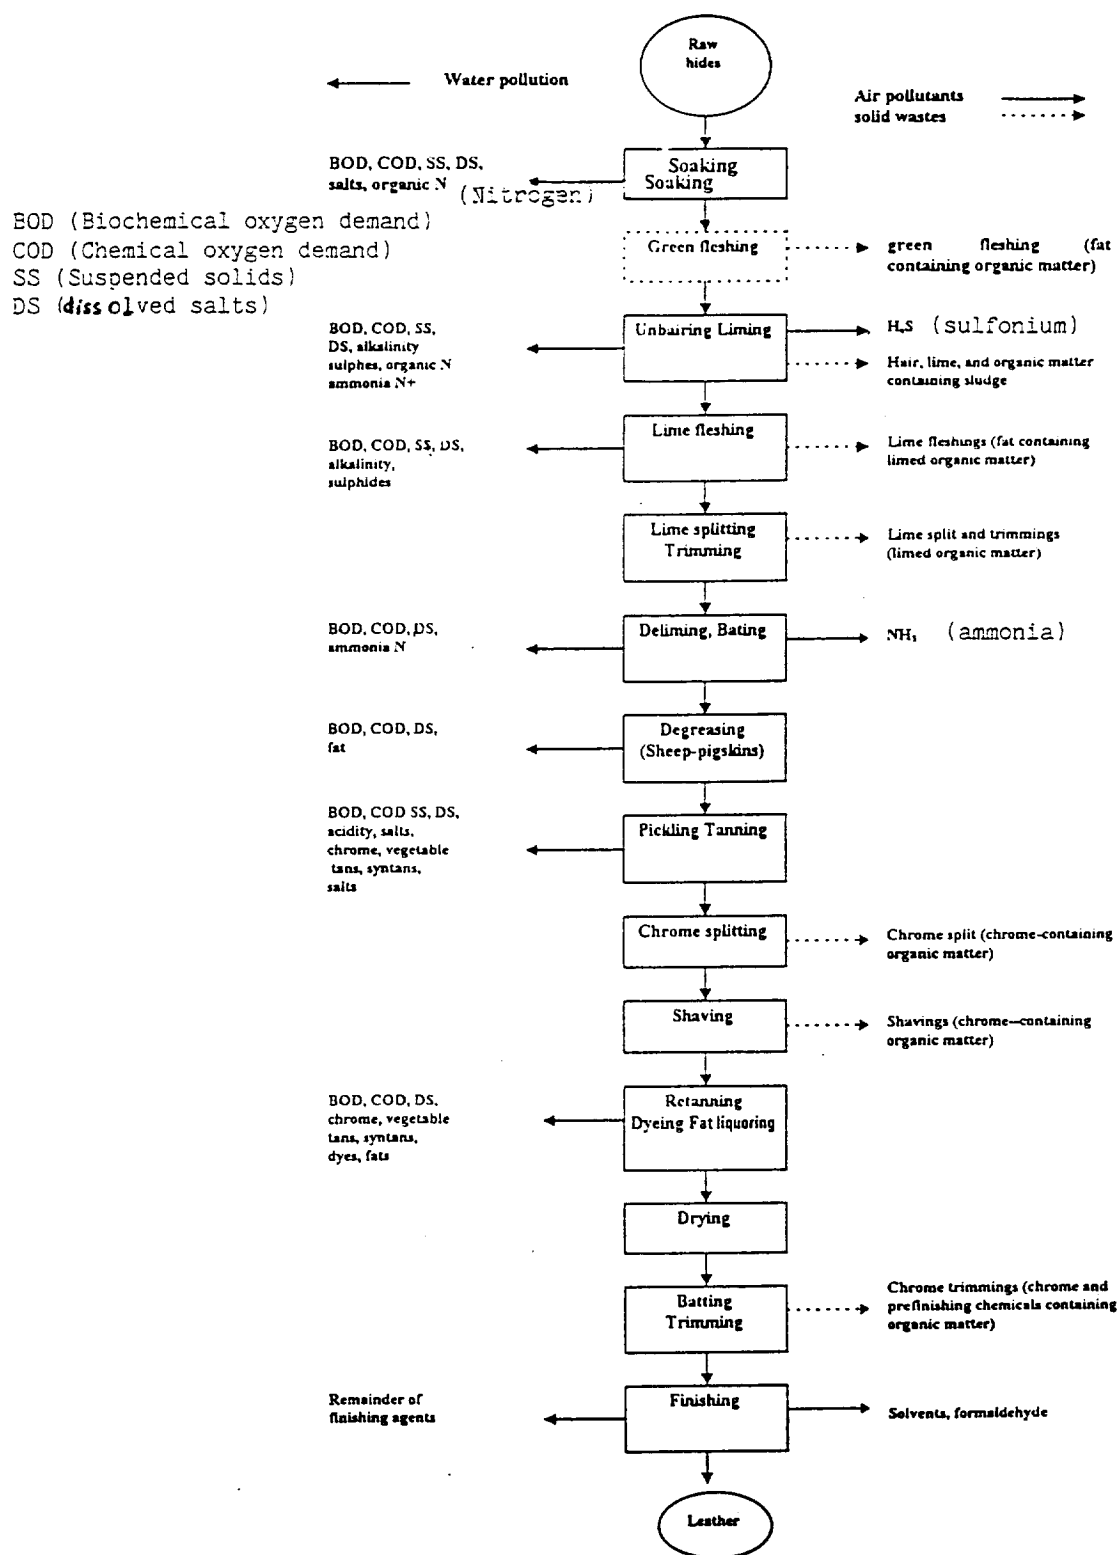 Raw
hides
Water pollution
Air pollutants
solid wastes
BOD, COD, SS, DS,
salts, organic N (Nitrogen)
Soaking
Soaking
BOD (Biochemical oxygen demand)
COD (Chemical oxygen demand)
SS (Suspended solids)
DS (dissolved salts)
Green fleshing
green fleshing (fat
containing organic matter)
BOD, COD, SS,
DS, alkalinity
sulphes, organic N
ammonia N+
Unhairing Liming
H₂S (sulfonium)
Hair, lime, and organic matter
containing sludge
BOD, COD, SS, DS,
alkalinity,
sulphides
Lime fleshing
Lime fleshings (fat containing
limed organic matter)
Lime splitting
Trimming
Lime split and trimmings
(limed organic matter)
BOD, COD, DS,
ammonia N
Deliming, Bating
NH₃ (ammonia)
BOD, COD, DS,
fat
Degreasing
(Sheep-pigskins)
BOD, COD SS, DS,
acidity, salts,
chrome, vegetable
tans, syntans,
salts
Pickling Tanning
Chrome splitting
Chrome split (chrome-containing
organic matter)
Shaving
Shavings (chrome-containing
organic matter)
BOD, COD, DS,
chrome, vegetable
tans, syntans,
dyes, fats
Retanning
Dyeing Fat liquoring
Drying
Batting
Trimming
Chrome trimmings (chrome and
prefinishing chemicals containing
organic matter)
Remainder of
finishing agents
Finishing
Solvents, formaldehyde
Leather